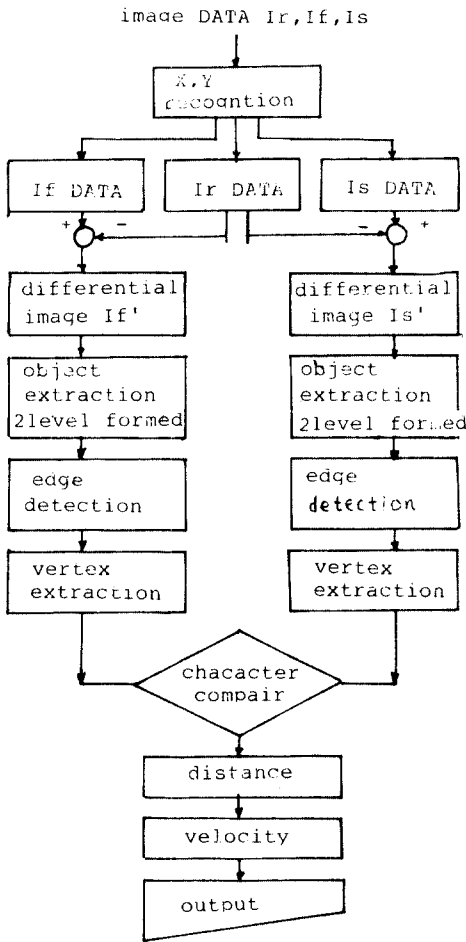 image DATA Ir,If,Is
X,Y
recogntion
If DATA
Ir DATA
Is DATA
+
−
−
+
differential
image If'
differential
image Is'
object
extraction
2level formed
object
extraction
2level formed
edge
detection
edge
detection
vertex
extraction
vertex
extraction
chacacter
compair
distance
velocity
output